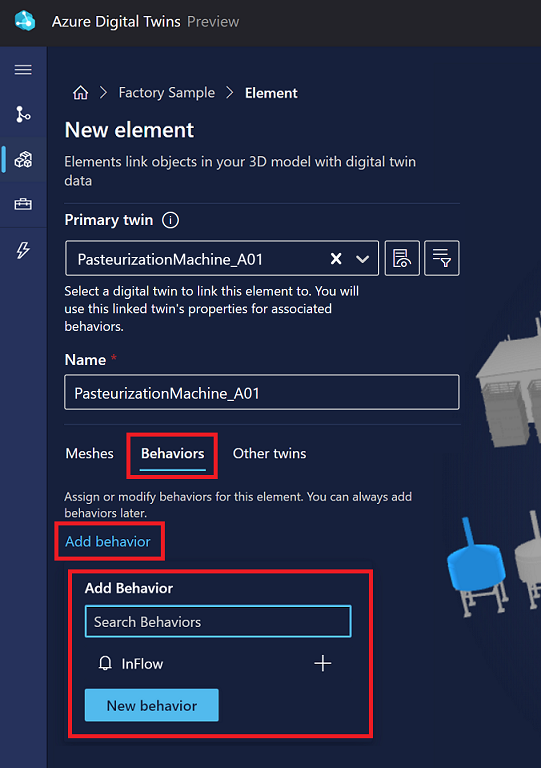 Azure Digital Twins Preview
Factory Sample Element
New element
Elements link objects in your 3D model with digital twin
data
Primary twin
PasteurizationMachine_A01
Select a digital twin to link this element to. You will
use this linked twin's properties for associated
behaviors.
Name *
PasteurizationMachine_A01
Meshes Behaviors Other twins
Assign or modify behaviors for this element. You can always add
behaviors later.
Add behavior
Add Behavior
Search Behaviors
InFlow
New behavior